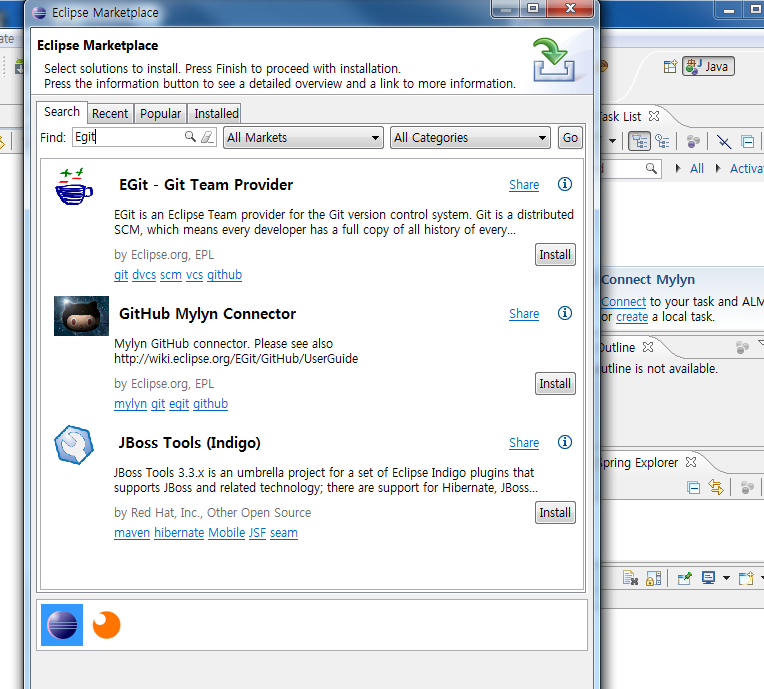 Eclipse Marketplace
Eclipse Marketplace
Select solutions to install. Press Finish to proceed with installation.
Press the information button to see a detailed overview and a link to more information.
Search Recent Popular Installed
Find: Egit All Markets All Categories Go
EGit - Git Team Provider Share
EGit is an Eclipse Team provider for the Git version control system. Git is a distributed
SCM, which means every developer has a full copy of all history of every...
by Eclipse.org, EPL Install
git dvcs scm vcs github
GitHub Mylyn Connector Share
Mylyn GitHub connector. Please see also
http://wiki.eclipse.org/EGit/GitHub/UserGuide
by Eclipse.org, EPL Install
mylyn git egit github
JBoss Tools (Indigo) Share
JBoss Tools 3.3.x is an umbrella project for a set of Eclipse Indigo plugins that
supports JBoss and related technology; there are support for Hibernate, JBoss...
by Red Hat, Inc., Other Open Source Install
maven hibernate Mobile JSF seam
ate
Java
ask List
All Activa
Connect Mylyn
Connect to your task and ALM
or create a local task.
Outline
utline is not available.
pring Explorer